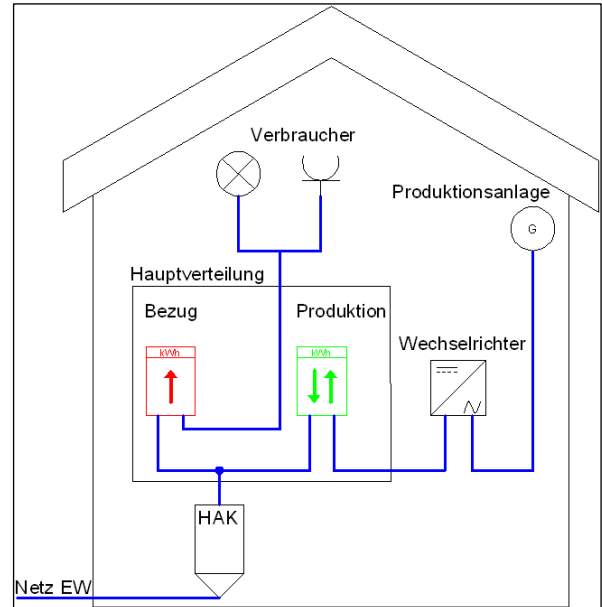 Verbraucher
Produktionsanlage
G
Hauptverteilung
Bezug
Produktion
Wechselrichter
kWh
kWh
HAK
Netz EW